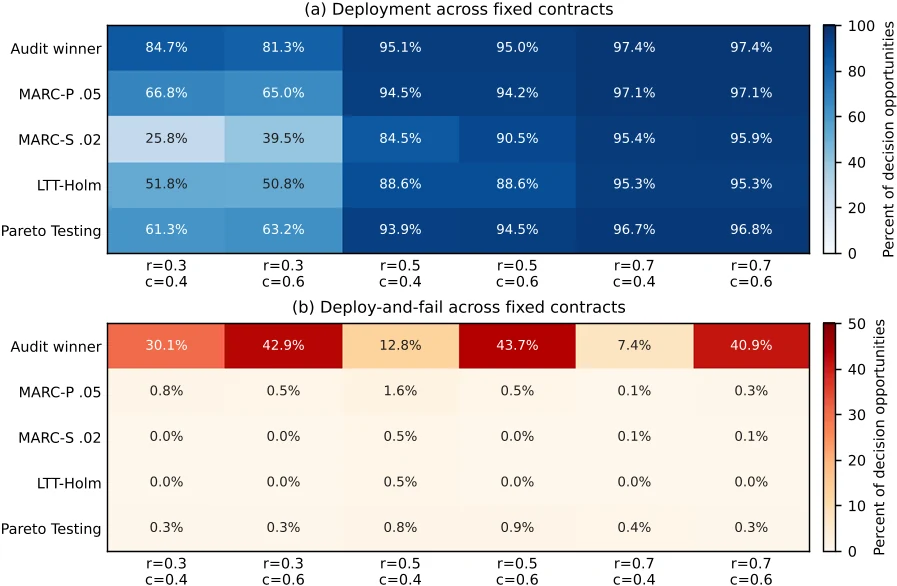 (a) Deployment across fixed contracts
Audit winner 84.7% 81.3% 95.1% 95.0% 97.4% 97.4%
MARC-P .05 66.8% 65.0% 94.5% 94.2% 97.1% 97.1%
MARC-S .02 25.8% 39.5% 84.5% 90.5% 95.4% 95.9%
LTT-Holm 51.8% 50.8% 88.6% 88.6% 95.3% 95.3%
Pareto Testing 61.3% 63.2% 93.9% 94.5% 96.7% 96.8%
r=0.3 r=0.3 r=0.5 r=0.5 r=0.7 r=0.7
c=0.4 c=0.6 c=0.4 c=0.6 c=0.4 c=0.6
100
80
60
40
20
0
Percent of decision opportunities
(b) Deploy-and-fail across fixed contracts
Audit winner 30.1% 42.9% 12.8% 43.7% 7.4% 40.9%
MARC-P .05 0.8% 0.5% 1.6% 0.5% 0.1% 0.3%
MARC-S .02 0.0% 0.0% 0.5% 0.0% 0.1% 0.1%
LTT-Holm 0.0% 0.0% 0.5% 0.0% 0.0% 0.0%
Pareto Testing 0.3% 0.3% 0.8% 0.9% 0.4% 0.3%
r=0.3 r=0.3 r=0.5 r=0.5 r=0.7 r=0.7
c=0.4 c=0.6 c=0.4 c=0.6 c=0.4 c=0.6
50
40
30
20
10
0
Percent of decision opportunities